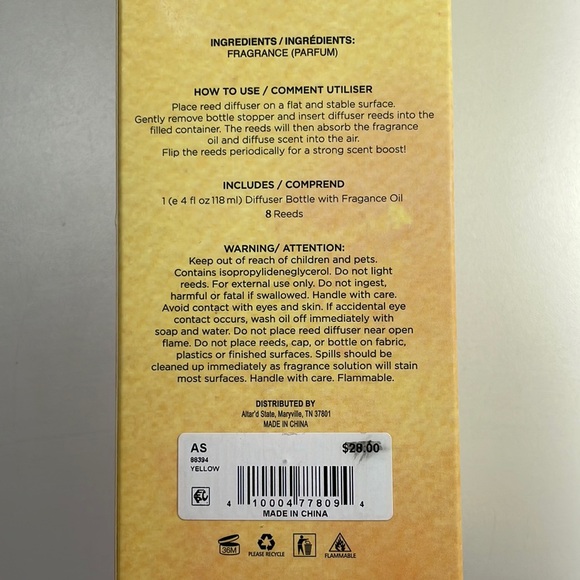 INGREDIENTS / INGRÉDIENTS:
FRAGRANCE (PARFUM)
HOW TO USE / COMMENT UTILISER
Place reed diffuser on a flat and stable surface.
Gently remove bottle stopper and insert diffuser reeds into the
filled container. The reeds will then absorb the fragrance
oil and diffuse scent into the air.
Flip the reeds periodically for a strong scent boost!
INCLUDES / COMPREND
1 (e 4 fl oz 118 ml) Diffuser Bottle with Fragance Oil
8 Reeds
WARNING/ ATTENTION:
Keep out of reach of children and pets.
Contains isopropylideneglycerol. Do not light
reeds. For external use only. Do not ingest,
harmful or fatal if swallowed. Handle with care.
Avoid contact with eyes and skin. If accidental eye
contact occurs, wash oil off immediately with
soap and water. Do not place reed diffuser near open
flame. Do not place reeds, cap, or bottle on fabric,
plastics or finished surfaces. Spills should be
cleaned up immediately as fragrance solution will stain
most surfaces. Handle with care. Flammable.
DISTRIBUTED BY
Altar'd State, Maryville, TN 37801
MADE IN CHINA
AS
$28.00
88394
YELLOW
4 10004 77809 4
MADE IN CHINA
36M
PLEASE RECYCLE
FLAMMABLE